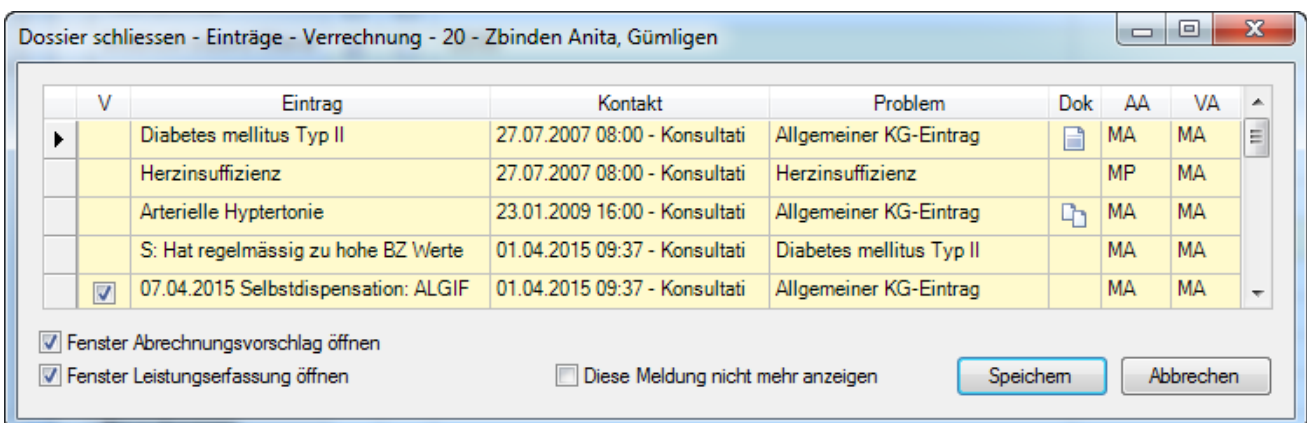 Dossier schliessen - Einträge - Verrechnung - 20 - Zbinden Anita, Gümligen
V Eintrag Kontakt Problem Dok AA VA
Diabetes mellitus Typ II 27.07.2007 08:00 - Konsultati Allgemeiner KG-Eintrag MA MA
Herzinsuffizienz 27.07.2007 08:00 - Konsultati Herzinsuffizienz MP MA
Arterielle Hyptertonie 23.01.2009 16:00 - Konsultati Allgemeiner KG-Eintrag MA MA
S: Hat regelmässig zu hohe BZ Werte 01.04.2015 09:37 - Konsultati Diabetes mellitus Typ II MA MA
07.04.2015 Selbstdispensation: ALGIF 01.04.2015 09:37 - Konsultati Allgemeiner KG-Eintrag MA MA
Fenster Abrechnungsvorschlag öffnen
Fenster Leistungserfassung öffnen Diese Meldung nicht mehr anzeigen Speichern Abbrechen